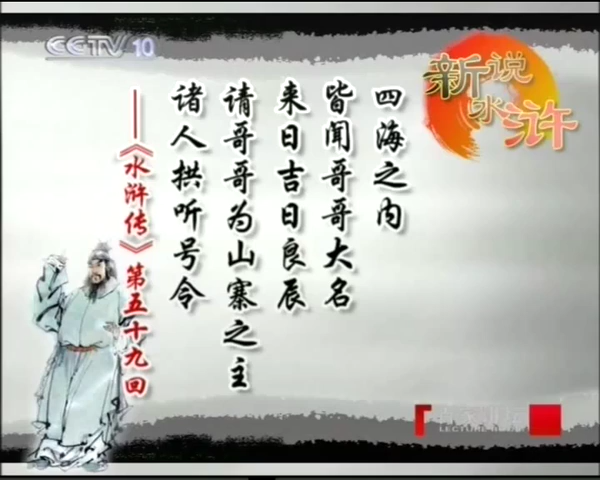 CCTV 10
新说
水浒
四海之内
皆闻哥哥大名
来日吉日良辰
请哥哥为山寨之主
诸人拱听号令
——《水浒传》第五十九回